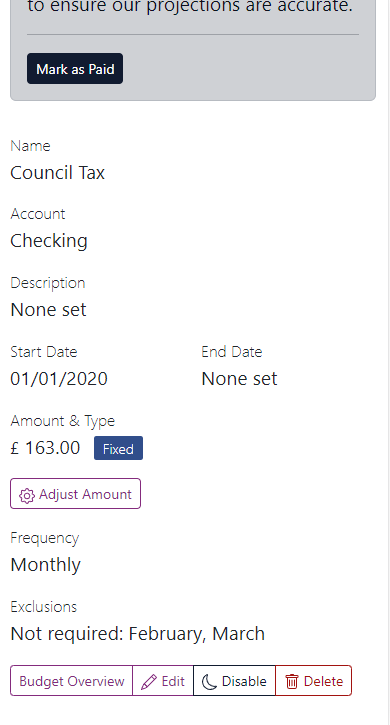 to ensure our projections are accurate.
Mark as Paid
Name
Council Tax
Account
Checking
Description
None set
Start Date End Date
01/01/2020 None set
Amount & Type
£ 163.00 Fixed
Adjust Amount
Frequency
Monthly
Exclusions
Not required: February, March
Budget Overview Edit Disable Delete